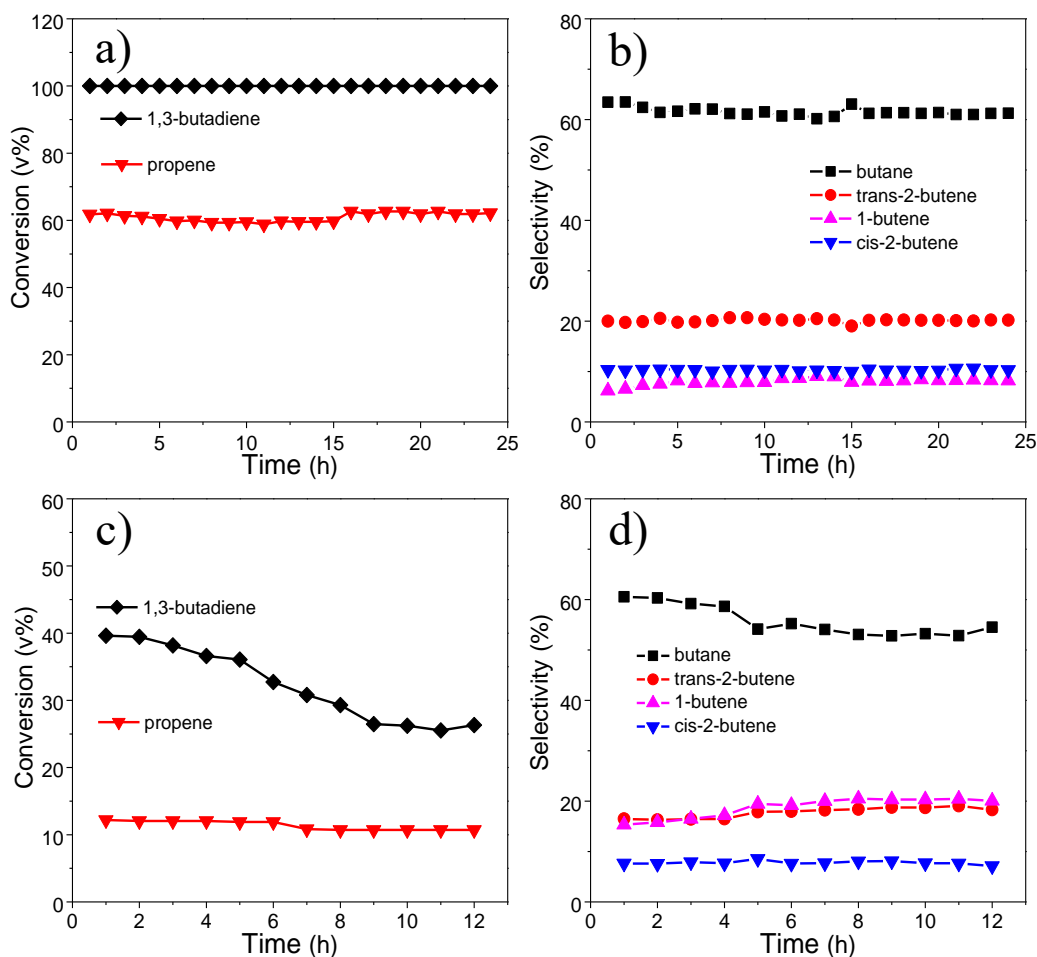 a)
120
100
80
60
40
20
0
Conversion (v%)
1,3-butadiene
propene
0 5 10 15 20 25
Time (h)
b)
80
60
40
20
0
Selectivity (%)
butane
trans-2-butene
1-butene
cis-2-butene
0 5 10 15 20 25
Time (h)
c)
60
50
40
30
20
10
0
Conversion (v%)
1,3-butadiene
propene
0 2 4 6 8 10 12
Time (h)
d)
80
60
40
20
0
Selectivity (%)
butane
trans-2-butene
1-butene
cis-2-butene
0 2 4 6 8 10 12
Time (h)